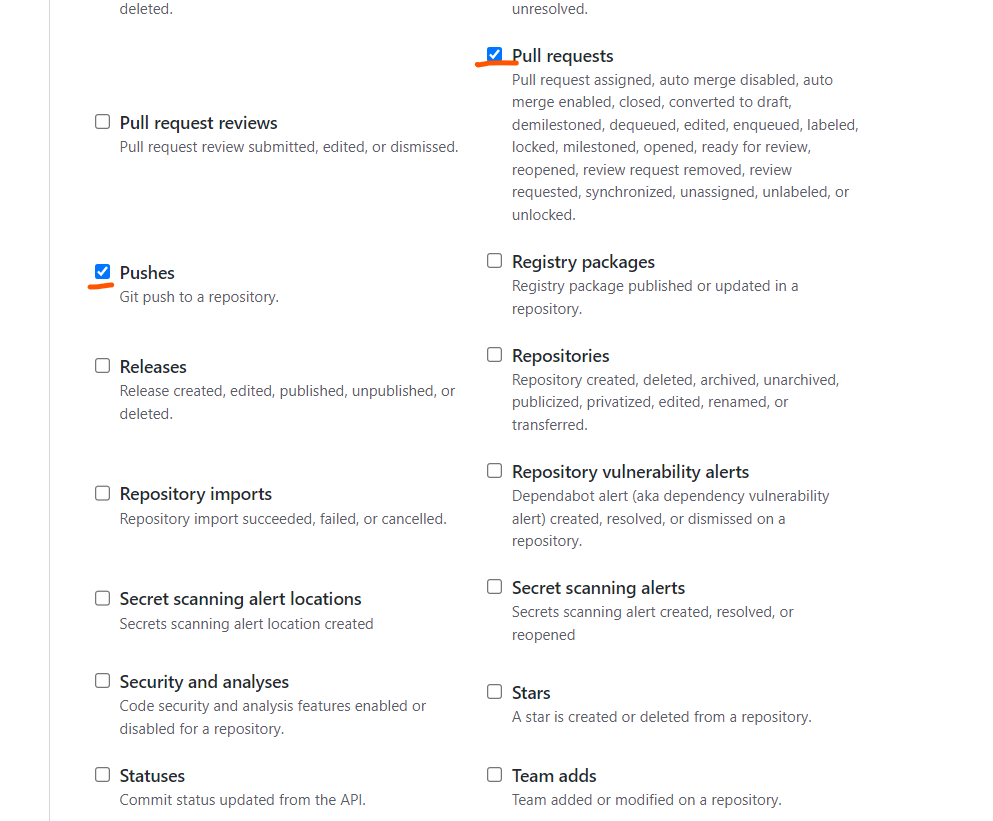 deleted.
unresolved.
Pull requests
Pull request assigned, auto merge disabled, auto
merge enabled, closed, converted to draft,
demilestoned, dequeued, edited, enqueued, labeled,
locked, milestoned, opened, ready for review,
reopened, review request removed, review
requested, synchronized, unassigned, unlabeled, or
unlocked.
Pull request reviews
Pull request review submitted, edited, or dismissed.
Pushes
Git push to a repository.
Registry packages
Registry package published or updated in a
repository.
Releases
Release created, edited, published, unpublished, or
deleted.
Repositories
Repository created, deleted, archived, unarchived,
publicized, privatized, edited, renamed, or
transferred.
Repository imports
Repository import succeeded, failed, or cancelled.
Repository vulnerability alerts
Dependabot alert (aka dependency vulnerability
alert) created, resolved, or dismissed on a
repository.
Secret scanning alert locations
Secrets scanning alert location created
Secret scanning alerts
Secrets scanning alert created, resolved, or
reopened
Security and analyses
Code security and analysis features enabled or
disabled for a repository.
Stars
A star is created or deleted from a repository.
Statuses
Commit status updated from the API.
Team adds
Team added or modified on a repository.